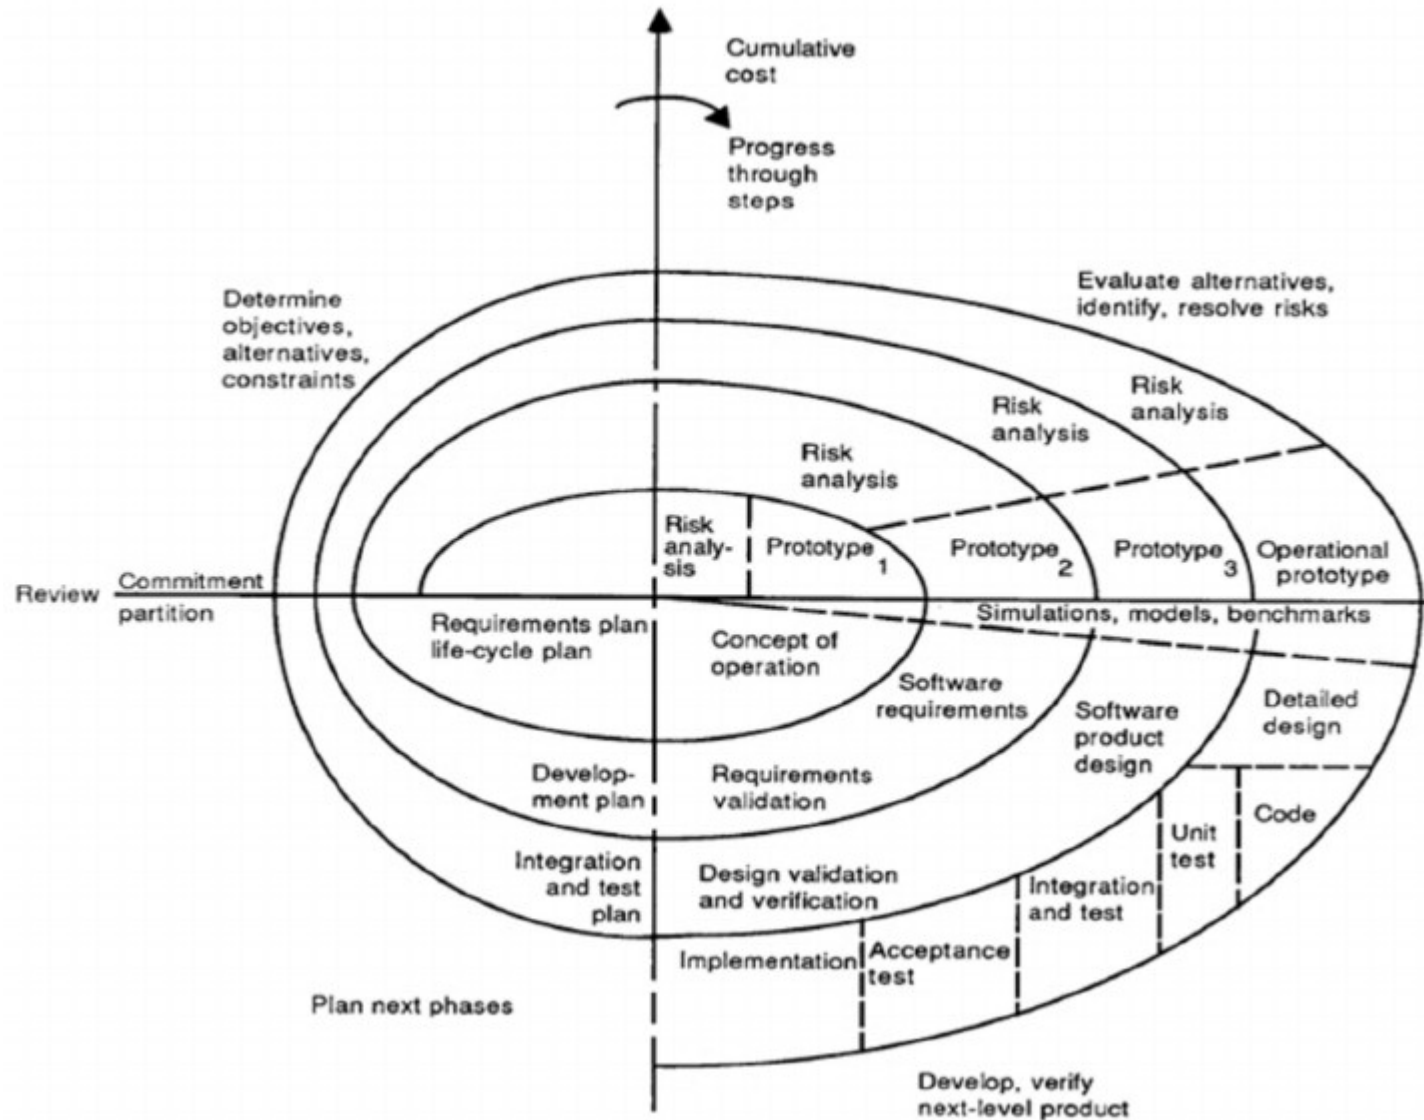 Cumulative
cost
Progress
through
steps
Determine
objectives,
alternatives,
constraints
Evaluate alternatives,
identify, resolve risks
Risk
analysis
Risk
analysis
Risk
analysis
Risk
analy-
sis
Prototype
1
Prototype
2
Prototype
3
Operational
prototype
Review
Commitment
partition
Simulations, models, benchmarks
Requirements plan
life-cycle plan
Concept of
operation
Software
requirements
Software
product
design
Detailed
design
Develop-
ment plan
Requirements
validation
Code
Unit
test
Integration
and test
plan
Design validation
and verification
Integration
and test
Acceptance
test
Implementation
Plan next phases
Develop, verify
next-level product